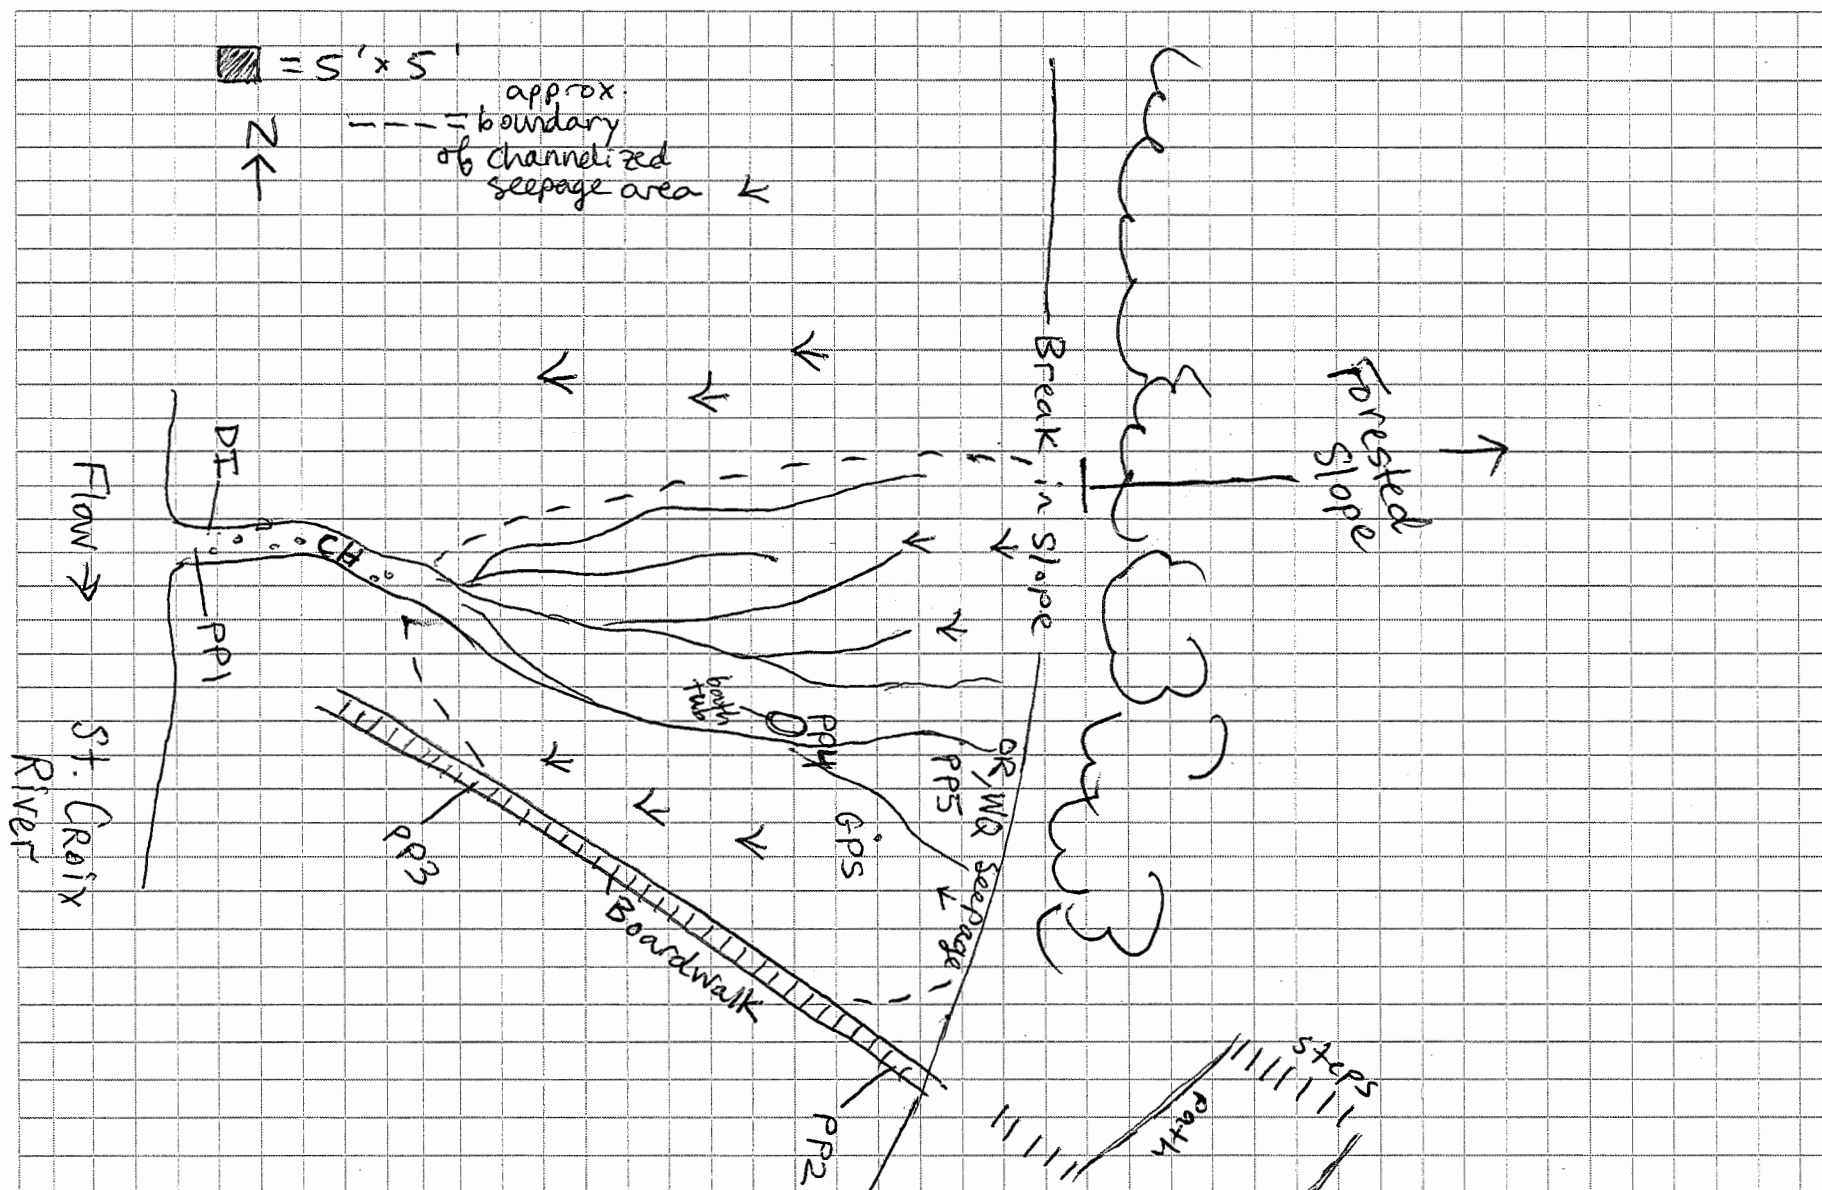 = 5' x 5'
approx.
---- = boundary
of channelized
seepage area
N
Break in Slope
Forested
Slope
DI
Flow →
CH
PP1
St. Croix
River
bath
tub
PP4
OR, WQ
PP5
GPS
Seepage
PP3
Boardwalk
PP2
Steps
Path